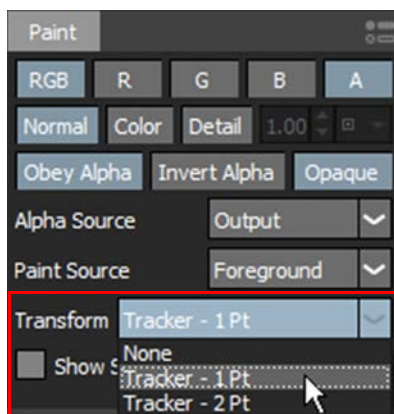 Paint
RGB R G B A
Normal Color Detail 1.00
Obey Alpha Invert Alpha Opaque
Alpha Source Output
Paint Source Foreground
Transform Tracker - 1 Pt
None
Show Tracker - 1 Pt
Tracker - 2 Pt